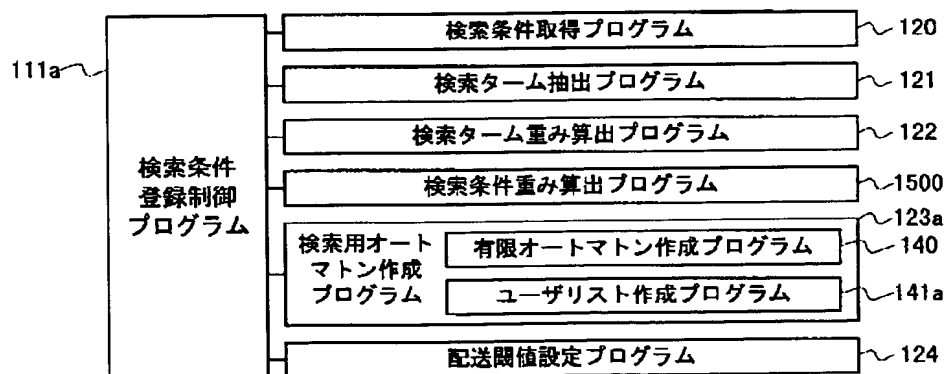 111a
検索条件
登録制御
プログラム
検索条件取得プログラム
120
検索ターム抽出プログラム
121
検索ターム重み算出プログラム
122
検索条件重み算出プログラム
1500
123a
検索用オート
マトン作成
プログラム
有限オートマトン作成プログラム
140
ユーザリスト作成プログラム
141a
配送閾値設定プログラム
124